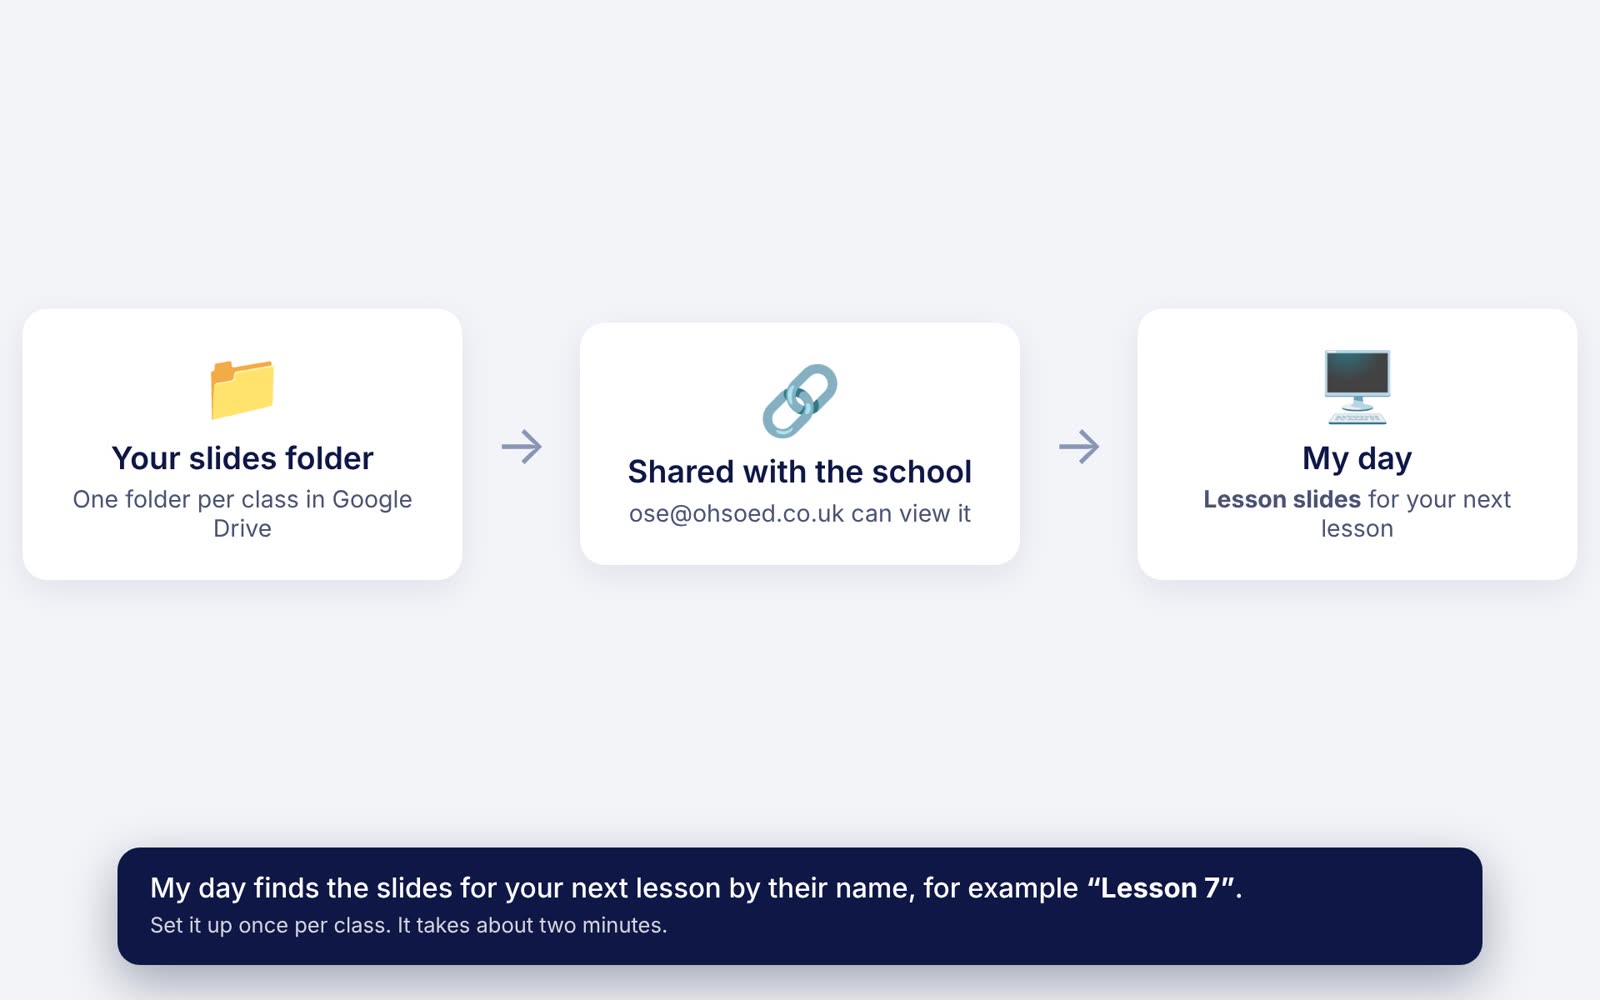 Your slides folder
One folder per class in Google
Drive
Shared with the school
ose@ohsoed.co.uk can view it
My day
Lesson slides for your next
lesson
My day finds the slides for your next lesson by their name, for example “Lesson 7”.
Set it up once per class. It takes about two minutes.